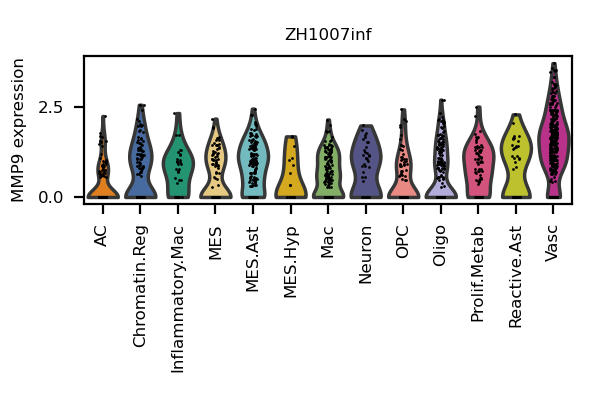 ZH1007inf
MMP9 expression
2.5
0.0
AC
Chromatin.Reg
Inflammatory.Mac
MES
MES.Ast
MES.Hyp
Mac
Neuron
OPC
Oligo
Prolif.Metab
Reactive.Ast
Vasc